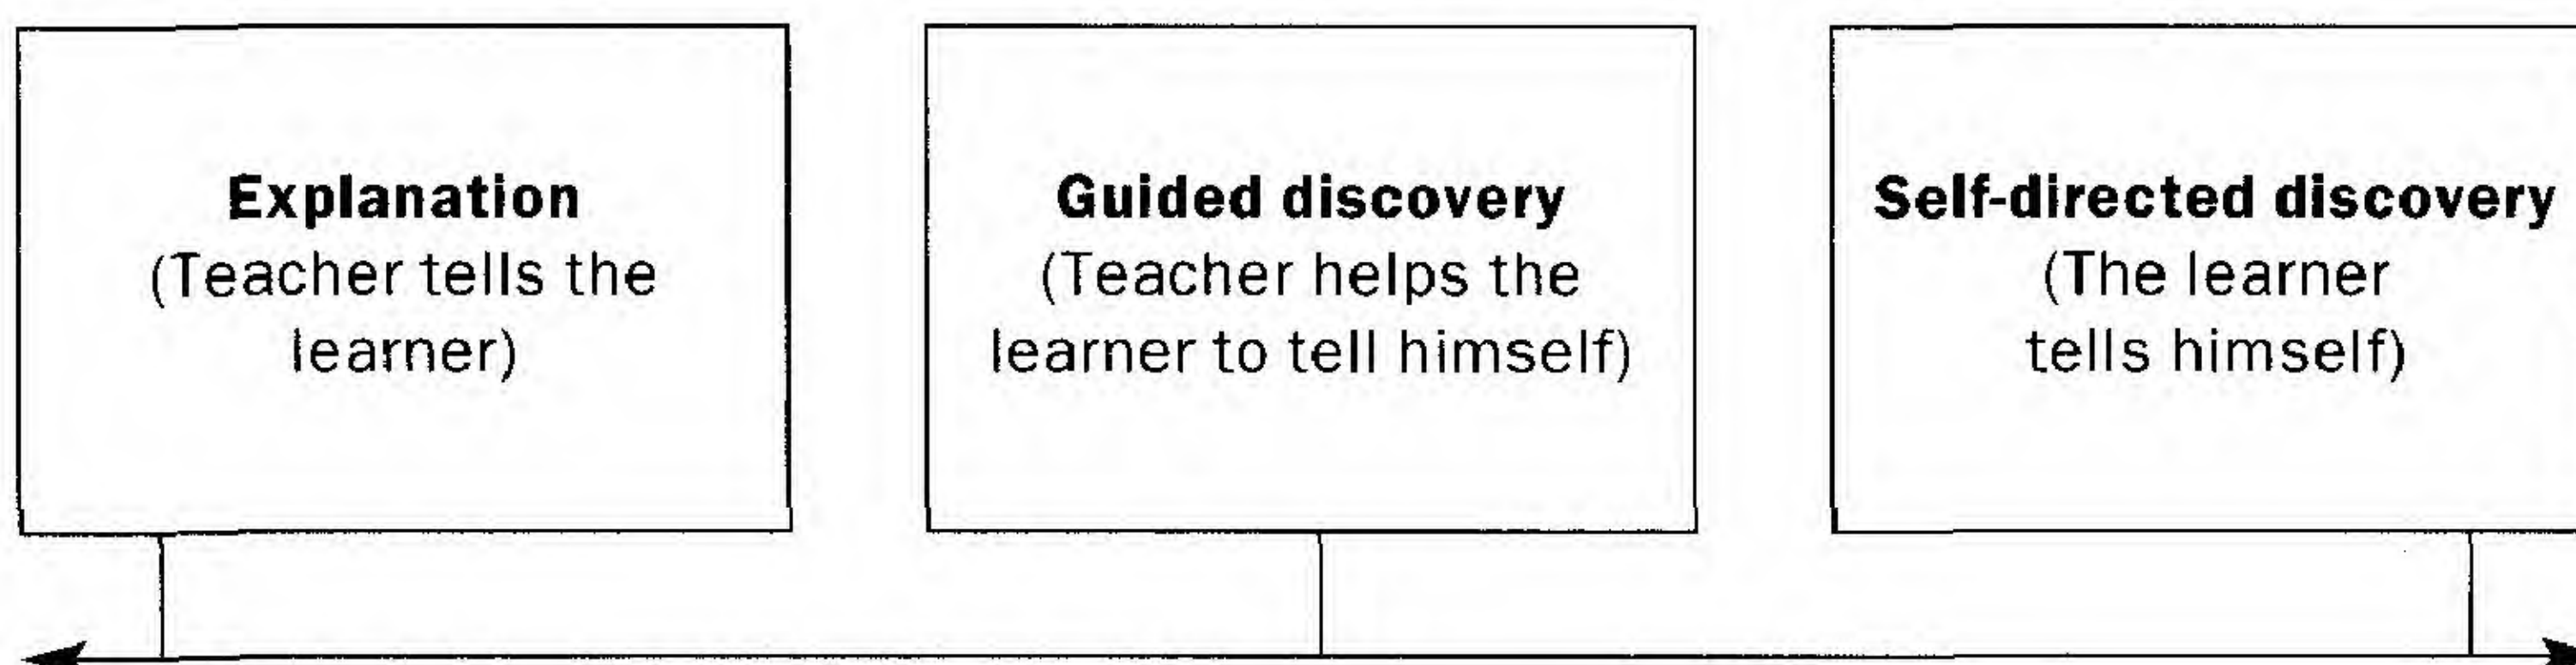 Explanation
(Teacher tells the
learner)
Guided discovery
(Teacher helps the
learner to tell himself)
Self-directed discovery
(The learner
tells himself)